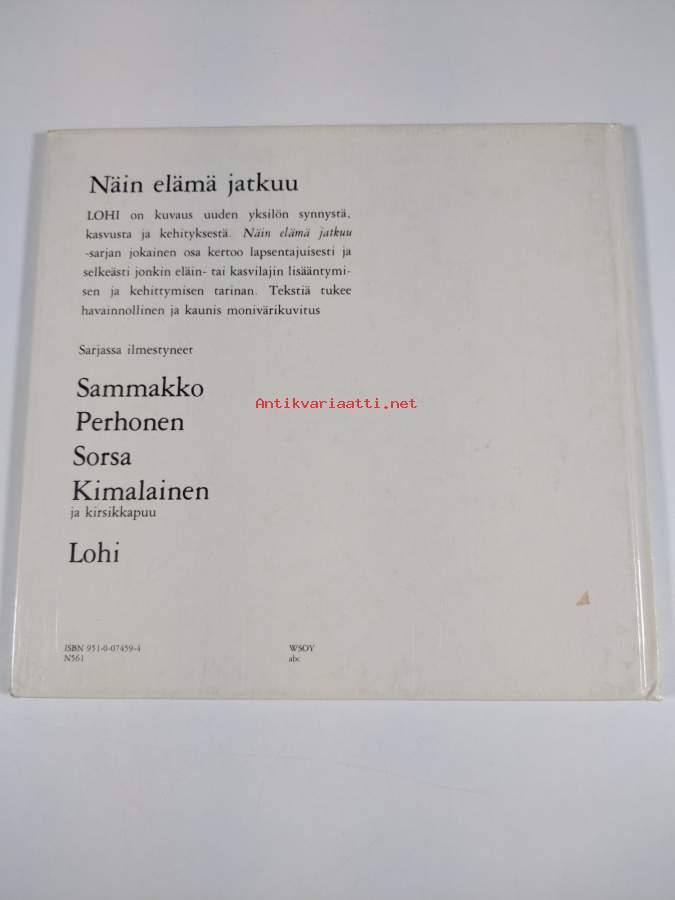 Näin elämä jatkuu
LOHI on kuvaus uuden yksilön synnystä,
kasvusta ja kehityksestä. Näin elämä jatkuu
-sarjan jokainen osa kertoo lapsentajuisesti ja
selkeästi jonkin eläin- tai kasvilajin lisääntymi-
sen ja kehittymisen tarinan. Tekstiä tukee
havainnollinen ja kaunis monivärikuvitus
Sarjassa ilmestyneet
Sammakko
Antikvariaatti.net
Perhonen
Sorsa
Kimalainen
ja kirsikkapuu
Lohi
ISBN 951-0-07459-4
N561
WSOY
abc